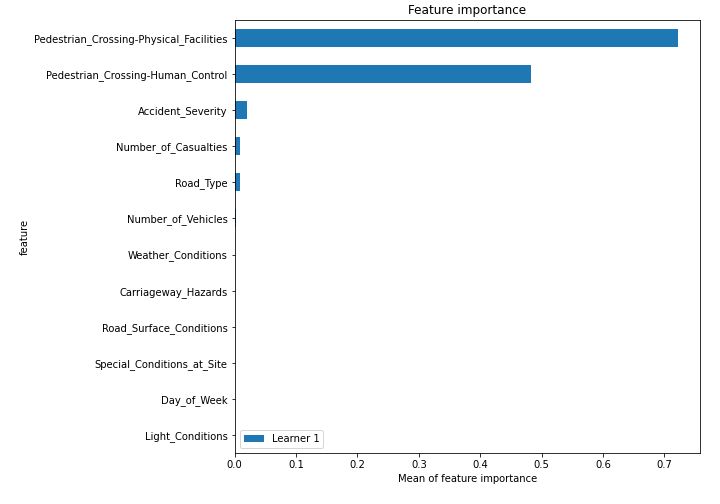 Feature importance
Pedestrian_Crossing-Physical_Facilities
Pedestrian_Crossing-Human_Control
Accident_Severity
Number_of_Casualties
Road_Type
Number_of_Vehicles
Weather_Conditions
Carriageway_Hazards
Road_Surface_Conditions
Special_Conditions_at_Site
Day_of_Week
Light_Conditions
feature
Learner 1
0.0 0.1 0.2 0.3 0.4 0.5 0.6 0.7
Mean of feature importance